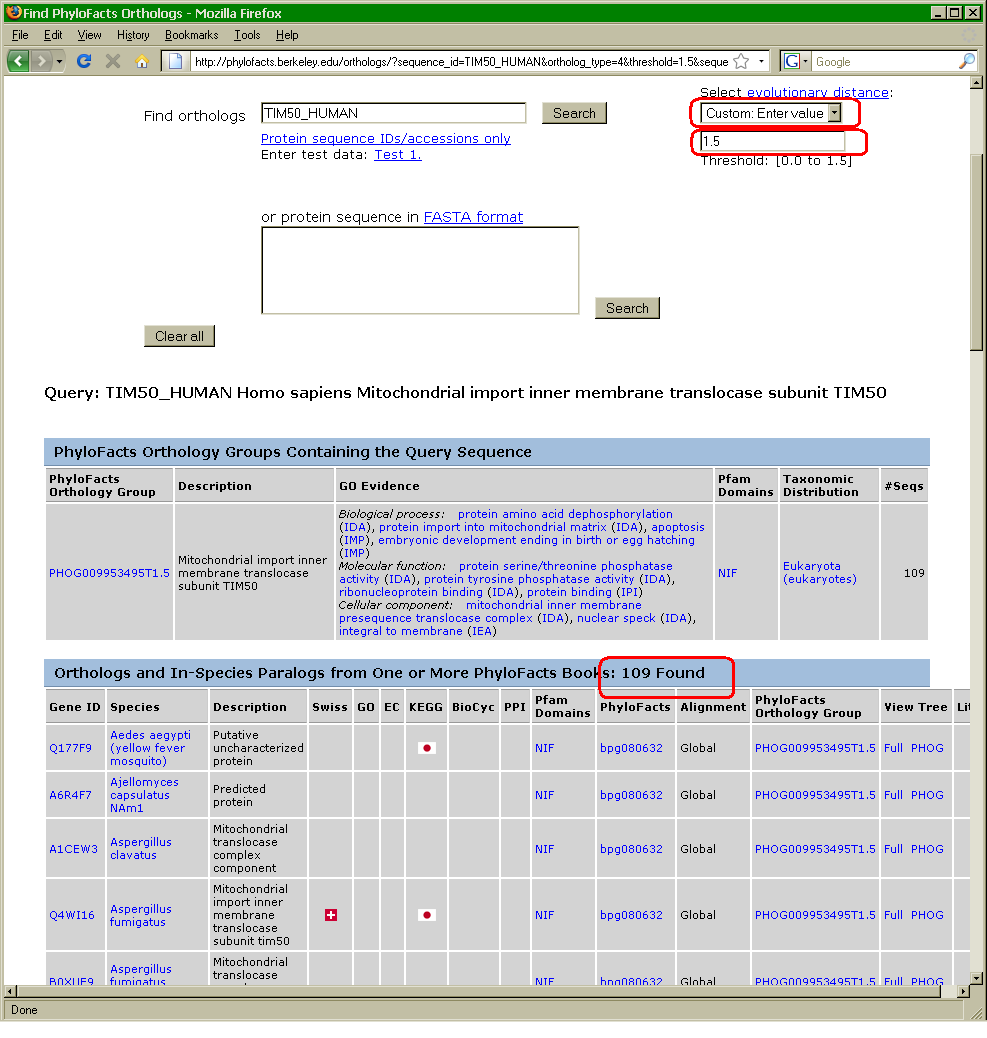 Find PhyloFacts Orthologs - Mozilla Firefox
File Edit View History Bookmarks Tools Help
http://phylofacts.berkeley.edu/orthologs/?sequence_id=TIM50_HUMAN&ortholog_type=4&threshold=1.5&seque
G Google
Select evolutionary distance:
Find orthologs TIM50_HUMAN Search Custom: Enter value
Protein sequence IDs/accessions only 1.5
Enter test data: Test 1. Threshold: [0.0 to 1.5]
or protein sequence in FASTA format
Search
Clear all
Query: TIM50_HUMAN Homo sapiens Mitochondrial import inner membrane translocase subunit TIM50
PhyloFacts Orthology Groups Containing the Query Sequence
PhyloFacts Orthology Group Description GO Evidence Pfam Domains Taxonomic Distribution #Seqs
PHOG009953495T1.5
Mitochondrial import inner
membrane translocase
subunit TIM50
Biological process: protein amino acid dephosphorylation
(IDA), protein import into mitochondrial matrix (IDA), apoptosis
(IMP), embryonic development ending in birth or egg hatching
(IMP)
Molecular function: protein serine/threonine phosphatase
activity (IDA), protein tyrosine phosphatase activity (IDA),
ribonucleoprotein binding (IDA), protein binding (IPI)
Cellular component: mitochondrial inner membrane
presequence translocase complex (IDA), nuclear speck (IDA),
integral to membrane (IEA)
NIF
Eukaryota
(eukaryotes)
109
Orthologs and In-Species Paralogs from One or More PhyloFacts Books: 109 Found
Gene ID Species Description Swiss GO EC KEGG BioCyc PPI Pfam Domains PhyloFacts Alignment PhyloFacts Orthology Group View Tree Lit
Q177F9
Aedes aegypti
(yellow fever
mosquito)
Putative
uncharacterized
protein
NIF bpg080632 Global PHOG009953495T1.5 Full PHOG
A6R4F7
Ajellomyces
capsulatus
NAm1
Predicted
protein
NIF bpg080632 Global PHOG009953495T1.5 Full PHOG
A1CEW3
Aspergillus
clavatus
Mitochondrial
translocase
complex
component
NIF bpg080632 Global PHOG009953495T1.5 Full PHOG
Q4WI16
Aspergillus
fumigatus
Mitochondrial
import inner
membrane
translocase
subunit tim50
NIF bpg080632 Global PHOG009953495T1.5 Full PHOG
B0XUE9
Aspergillus
fumigatus
Mitochondrial
translocase
NIF bpg080632 Global PHOG009953495T1.5 Full PHOG
Done